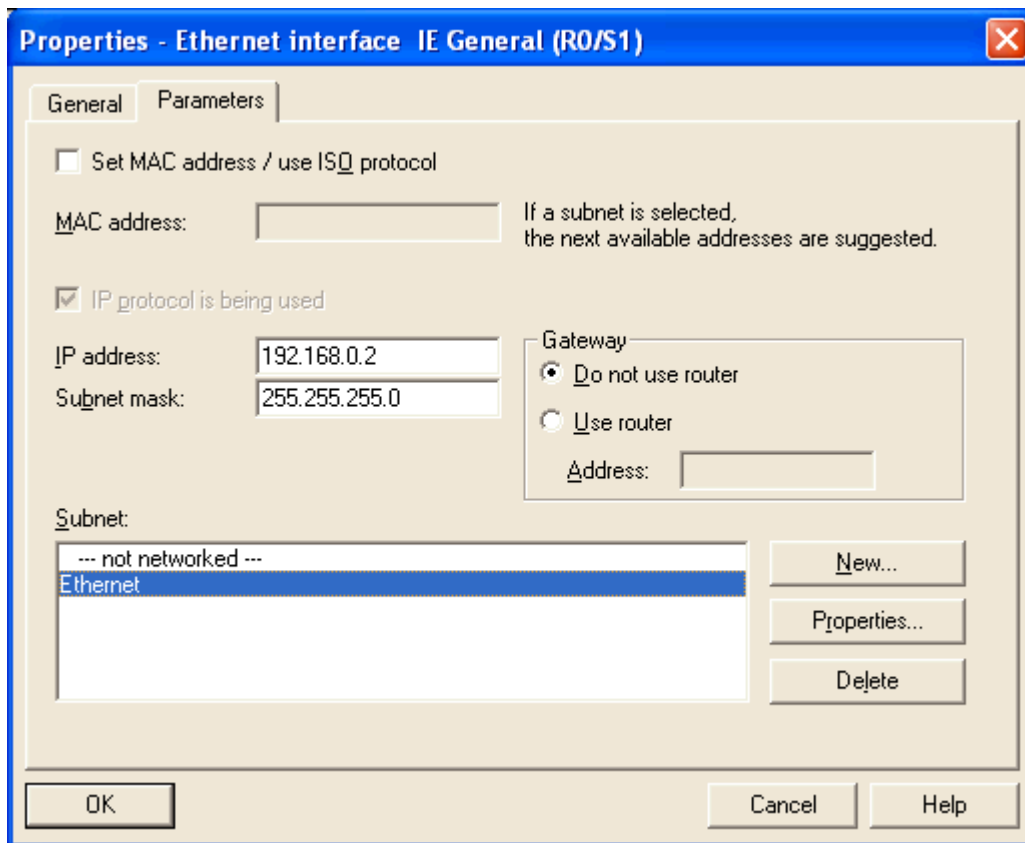 Properties - Ethernet interface  IE General (R0/S1)
General
Parameters
Set MAC address / use ISO protocol
MAC address:
If a subnet is selected,
the next available addresses are suggested.
IP protocol is being used
IP address:
192.168.0.2
Subnet mask:
255.255.255.0
Gateway
Do not use router
Use router
Address:
Subnet:
--- not networked ---
Ethernet
New...
Properties...
Delete
OK
Cancel
Help